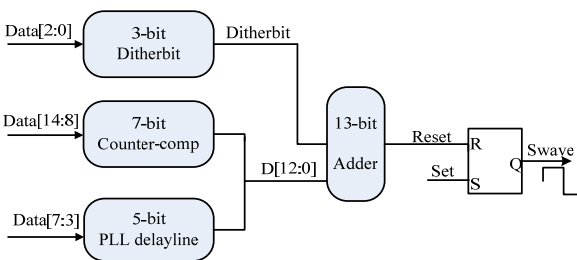 Data[2:0]
3-bit
Ditherbit
Ditherbit
Data[14:8]
7-bit
Counter-comp
D[12:0]
13-bit
Adder
Reset
R
Q
Swave
Set
S
Data[7:3]
5-bit
PLL delayline